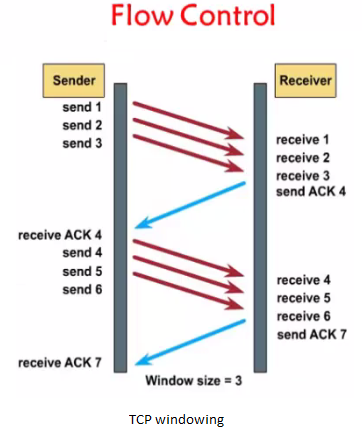 Flow Control
Sender
Receiver
send 1
send 2
send 3
receive 1
receive 2
receive 3
send ACK 4
receive ACK 4
send 4
send 5
send 6
receive 4
receive 5
receive 6
send ACK 7
receive ACK 7
Window size = 3
TCP windowing